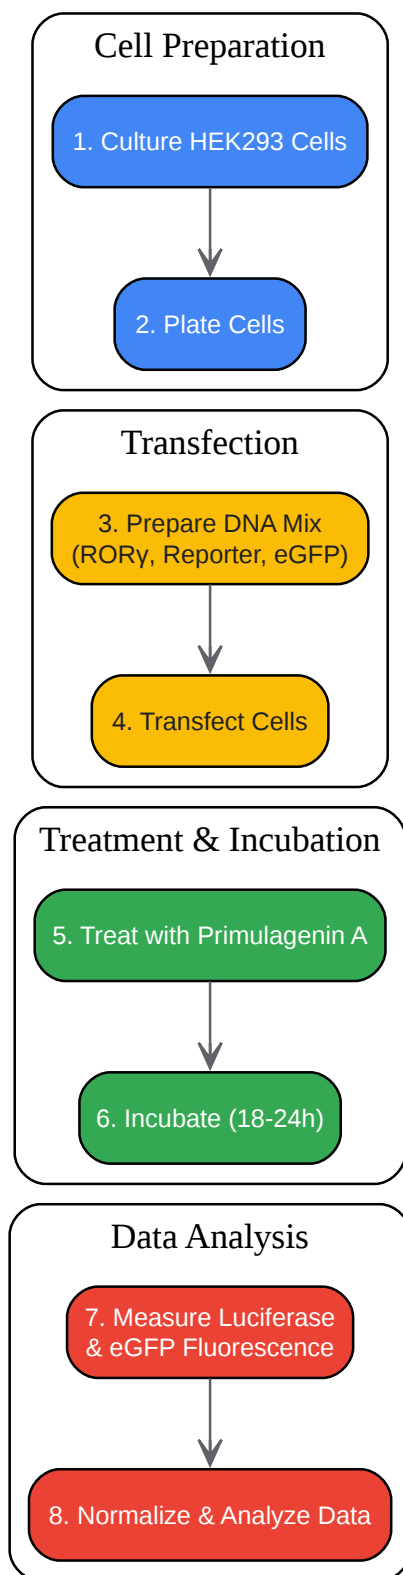 Cell Preparation
1. Culture HEK293 Cells
2. Plate Cells
Transfection
3. Prepare DNA Mix
(RORγ, Reporter, eGFP)
4. Transfect Cells
Treatment & Incubation
5. Treat with Primulagenin A
6. Incubate (18-24h)
Data Analysis
7. Measure Luciferase
& eGFP Fluorescence
8. Normalize & Analyze Data